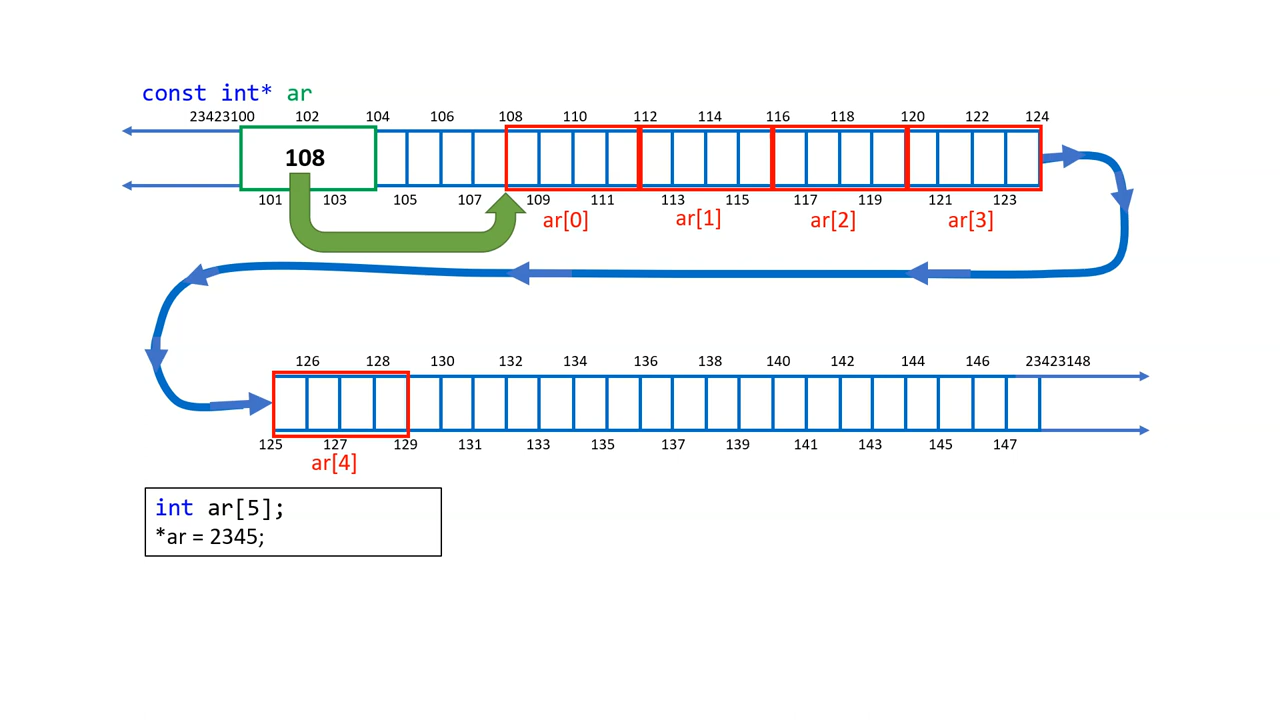 const int* ar
23423100 102 104 106 108 110 112 114 116 118 120 122 124
108
101 103 105 107 109 111 113 115 117 119 121 123
ar[0] ar[1] ar[2] ar[3]
126 128 130 132 134 136 138 140 142 144 146 23423148
125 127 129 131 133 135 137 139 141 143 145 147
ar[4]
int ar[5];
*ar = 2345;